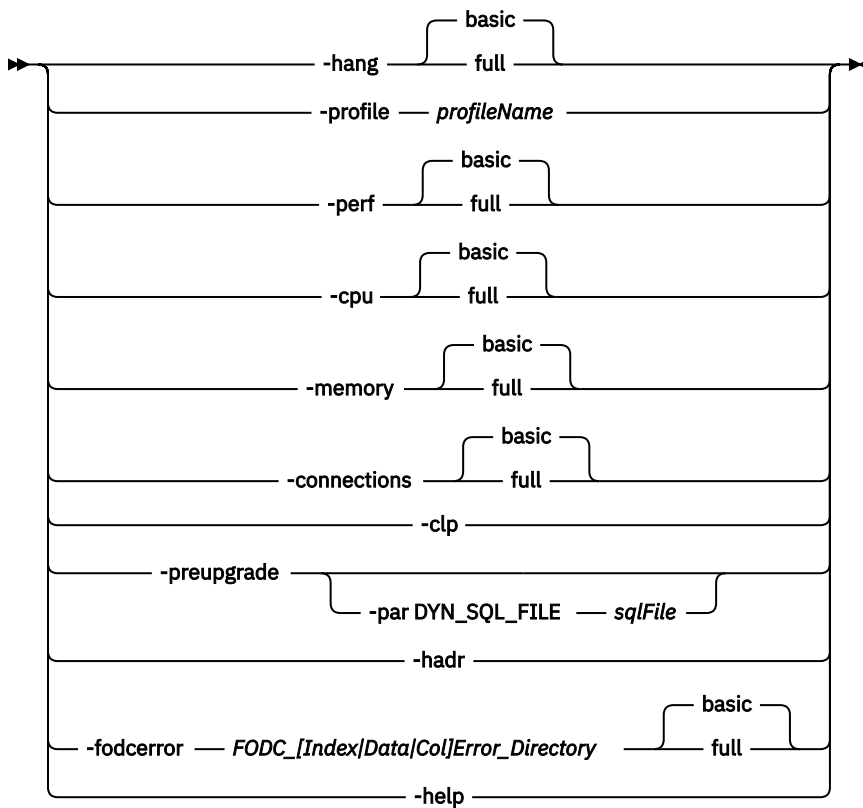 basic
-hang full
-profile profileName
basic
-perf full
basic
-cpu full
basic
-memory full
basic
-connections full
-clp
-preupgrade
-par DYN_SQL_FILE sqlFile
-hadr
basic
-fodcerror FODC_[Index|Data|Col]Error_Directory full
-help